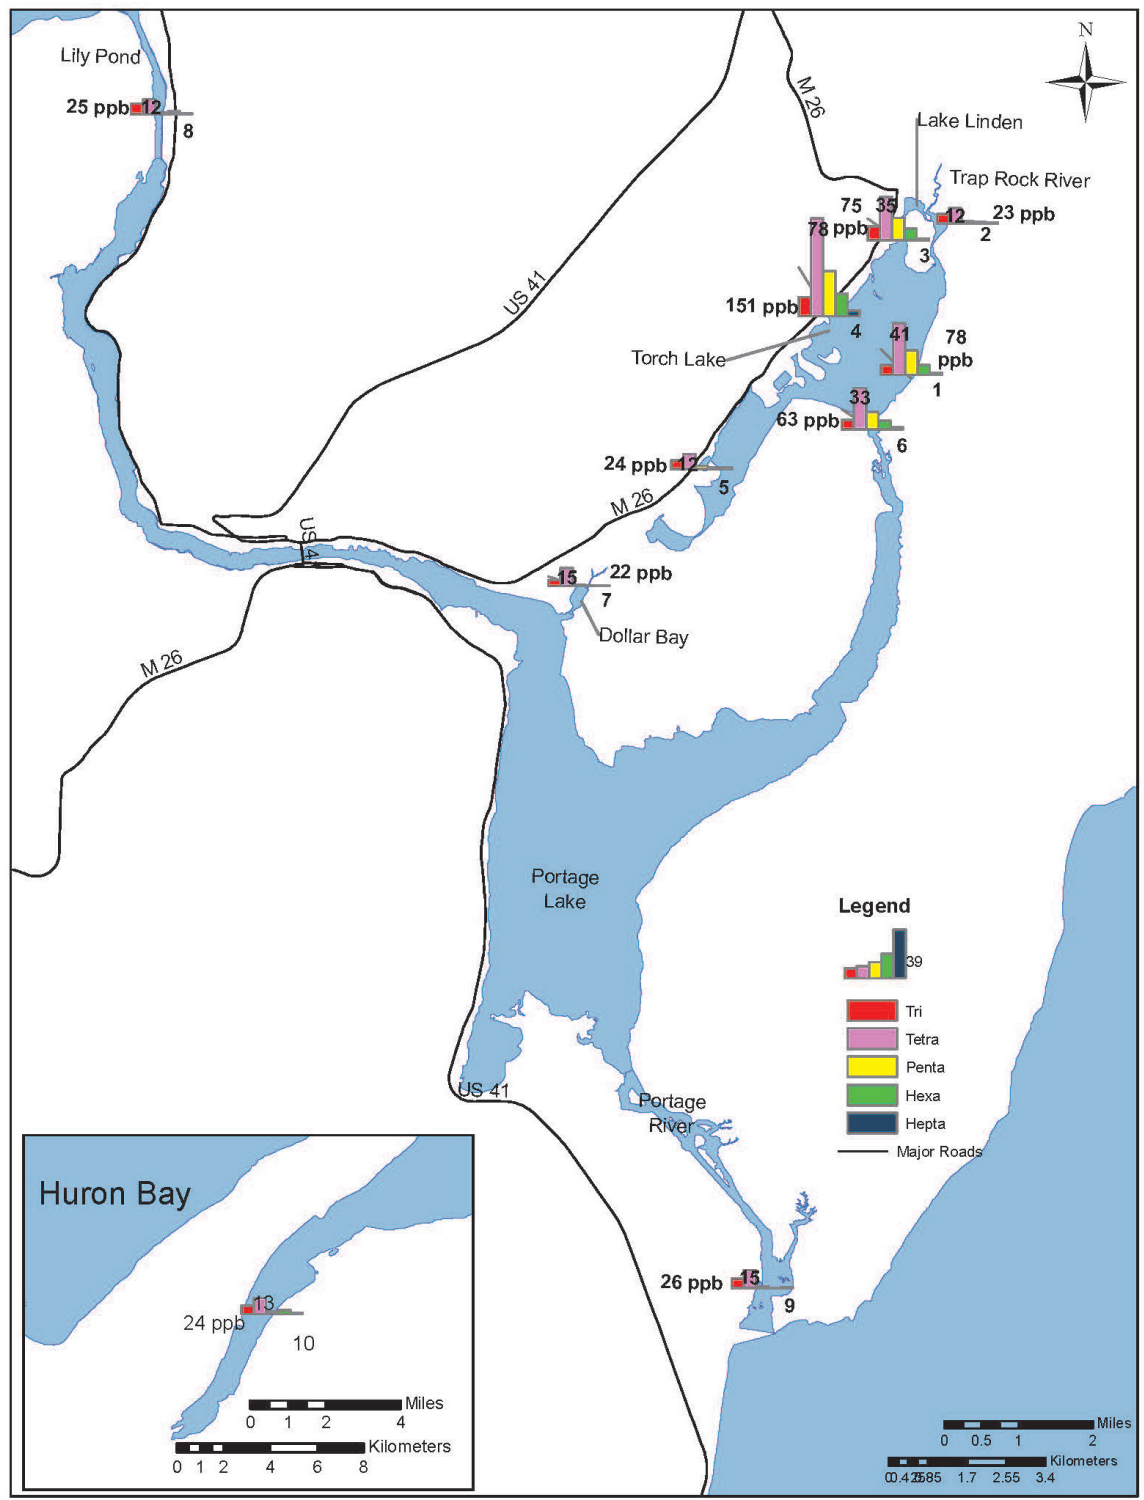 N
Lily Pond
25 ppb
12
8
M 26
Lake Linden
Trap Rock River
75
ppb
35
3
12
23 ppb
2
78
151 ppb
4
US 41
Torch Lake
41
78
ppb
1
33
63 ppb
6
24 ppb
12
5
M 26
US 41
15
22 ppb
7
Dollar Bay
M 26
Portage
Lake
Legend
39
Tri
Tetra
Penta
Hexa
Hepta
Major Roads
US 41
Portage
River
26 ppb
15
9
Huron Bay
13
24 ppb
10
Miles
0 1 2 4
Kilometers
0 1 2 4 6 8
Miles
0 0.5 1 2
Kilometers
0 1.7 2.55 3.4